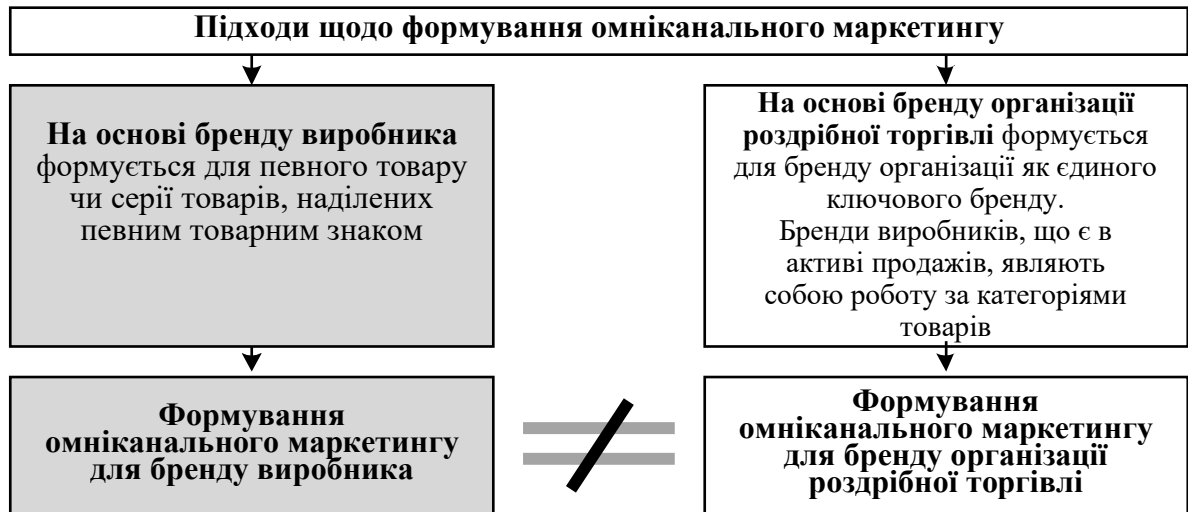 Підходи щодо формування омніканального маркетингу
На основі бренду виробника
формується для певного товару
чи серії товарів, наділених
певним товарним знаком
На основі бренду організації
роздрібної торгівлі формується
для бренду організації як єдиного
ключового бренду.
Бренди виробників, що є в
активі продажів, являють
собою роботу за категоріями
товарів
Формування
омніканального маркетингу
для бренду виробника
Формування
омніканального маркетингу
для бренду організації
роздрібної торгівлі